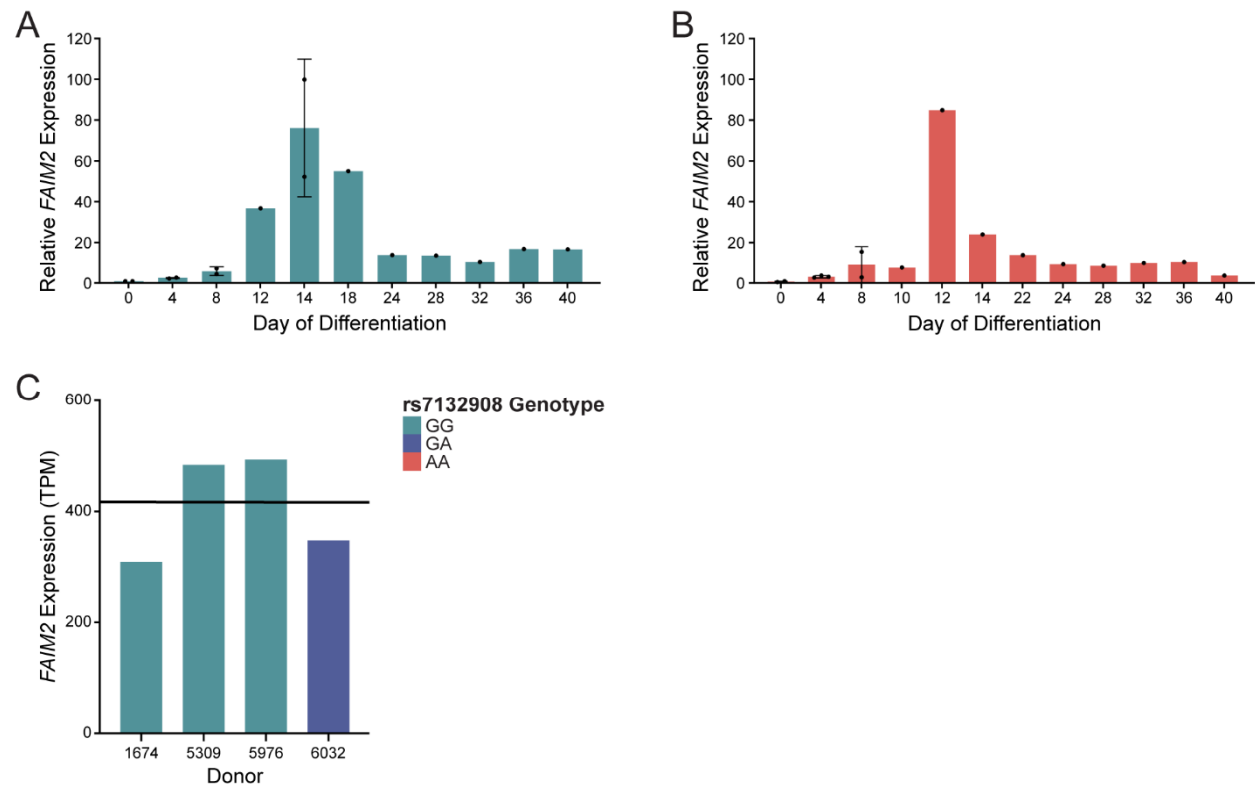 A
120
100
80
60
40
20
0
Relative FAIM2 Expression
0 4 8 12 14 18 24 28 32 36 40
Day of Differentiation
B
120
100
80
60
40
20
0
Relative FAIM2 Expression
0 4 8 10 12 14 22 24 28 32 36 40
Day of Differentiation
C
600
400
200
0
FAIM2 Expression (TPM)
1674 5309 5976 6032
Donor
rs7132908 Genotype
GG
GA
AA